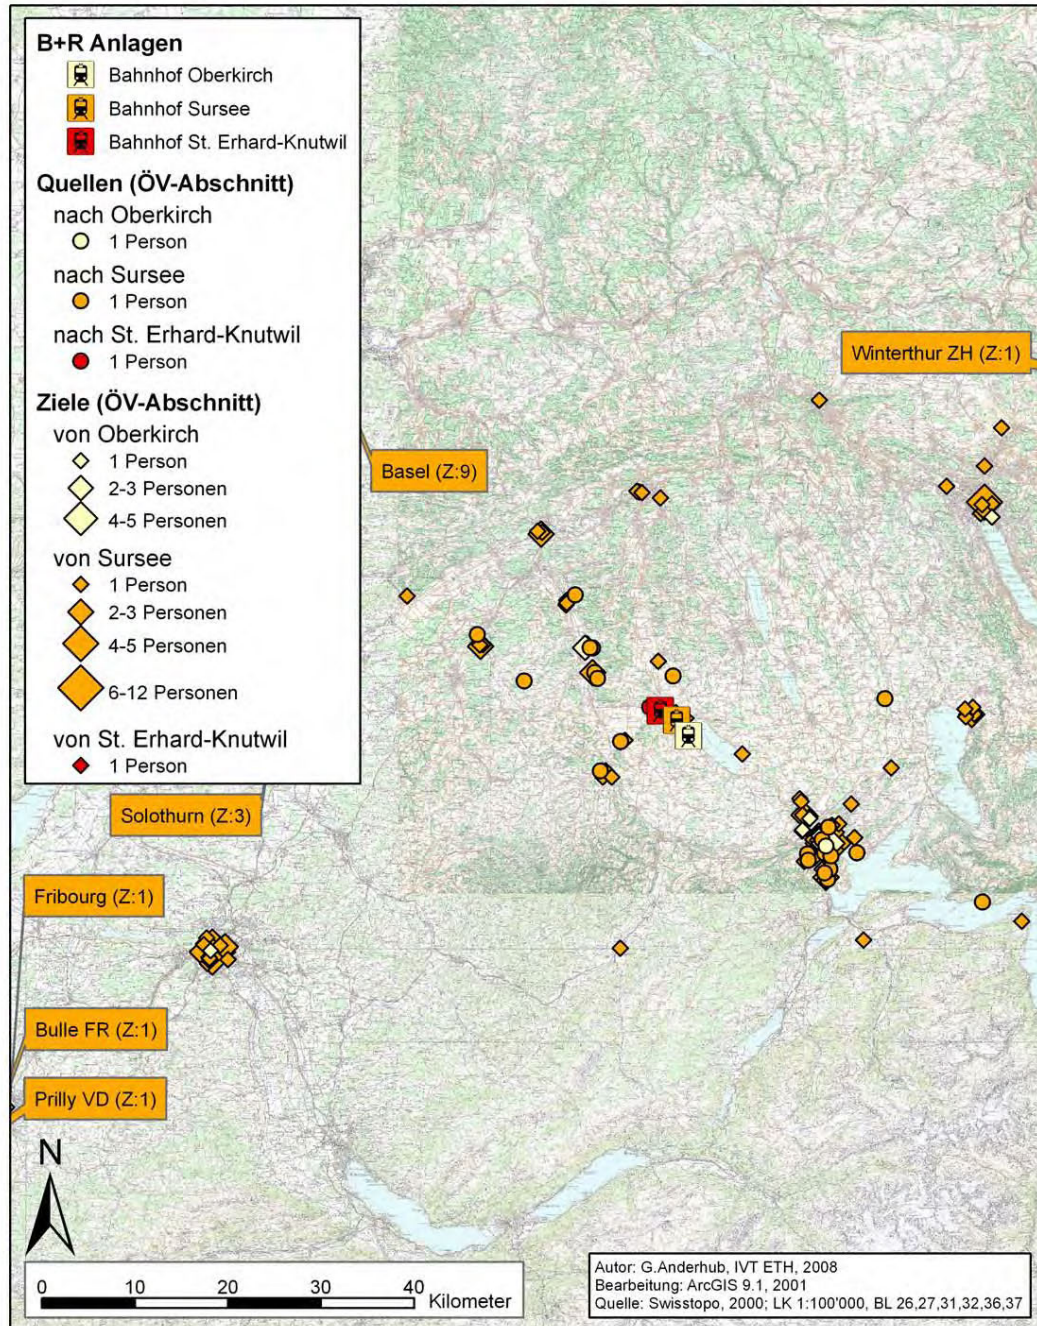 B+R Anlagen
Bahnhof Oberkirch
Bahnhof Sursee
Bahnhof St. Erhard-Knutwil
Quellen (ÖV-Abschnitt)
nach Oberkirch
1 Person
nach Sursee
1 Person
nach St. Erhard-Knutwil
1 Person
Ziele (ÖV-Abschnitt)
von Oberkirch
1 Person
2-3 Personen
4-5 Personen
von Sursee
1 Person
2-3 Personen
4-5 Personen
6-12 Personen
von St. Erhard-Knutwil
1 Person
Winterthur ZH (Z:1)
Basel (Z:9)
Solothurn (Z:3)
Fribourg (Z:1)
Bulle FR (Z:1)
Prilly VD (Z:1)
N
0 10 20 30 40
Kilometer
Autor: G.Anderhub, IVT ETH, 2008
Bearbeitung: ArcGIS 9.1, 2001
Quelle: Swisstopo, 2000; LK 1:100'000, BL 26,27,31,32,36,37